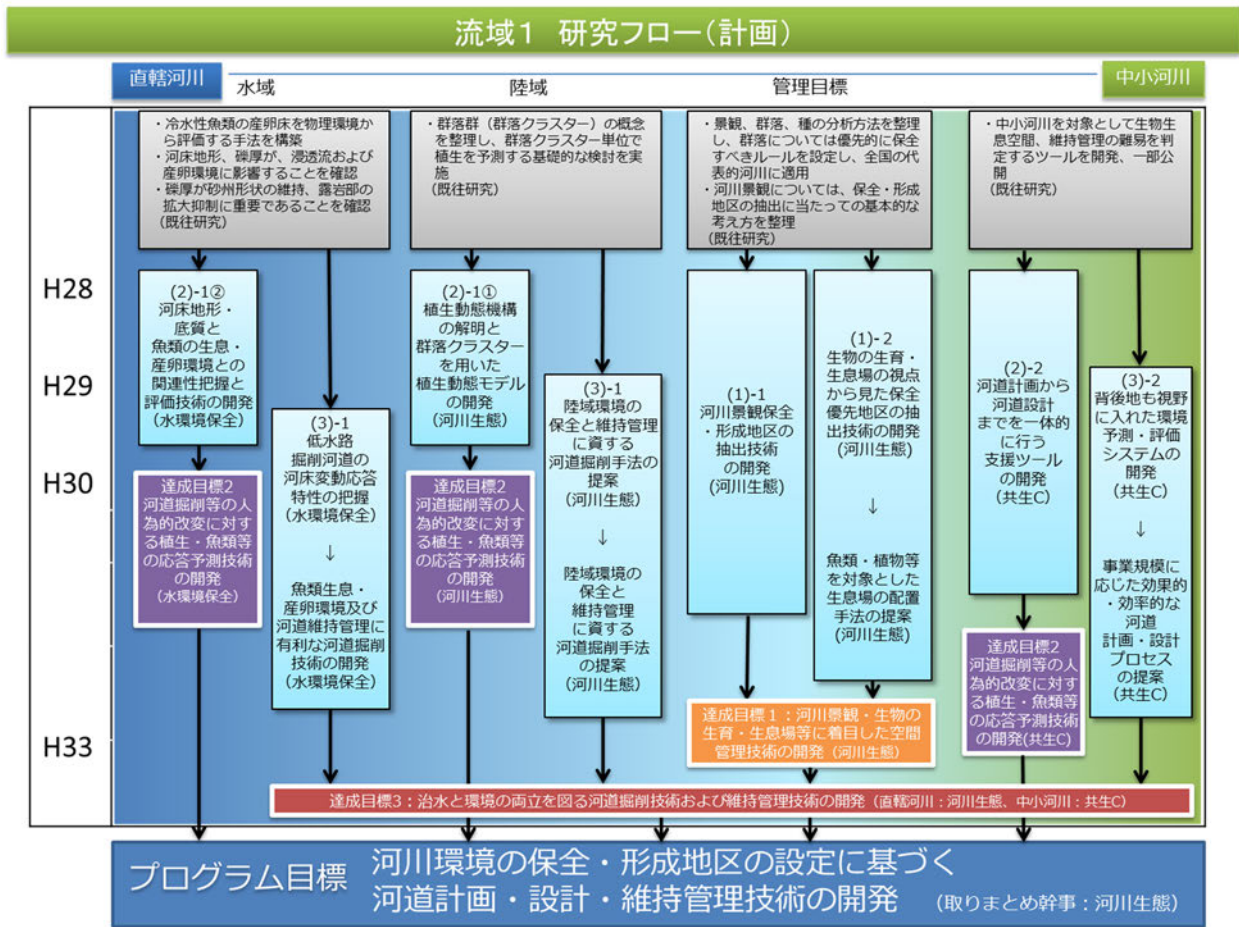 流域１ 研究フロー(計画)
直轄河川
水域
陸域
管理目標
中小河川
・冷水性魚類の産卵床を物理環境か
ら評価する手法を構築
・河床地形、礫厚が、浸透流および
産卵環境に影響することを確認
・礫厚が砂州形状の維持、露岩部の
拡大抑制に重要であることを確認
(既往研究)
・群落群（群落クラスター）の概念
を整理し、群落クラスター単位で
植生を予測する基礎的な検討を実
施
(既往研究)
・景観、群落、種の分析方法を整理
し、群落については優先的に保全
すべきルールを設定し、全国の代
表的河川に適用
・河川景観については、保全・形成
地区の抽出に当たっての基本的な
考え方を整理
(既往研究)
・中小河川を対象として生物生
息空間、維持管理の難易を判
定するツールを開発、一部公
開
(既往研究)
H28
H29
H30
H33
(2)-1②
河床地形・
底質と
魚類の生息・
産卵環境との
関連性把握と
評価技術の開発
(水環境保全)
達成目標2
河道掘削等の人
為的改変に対す
る植生・魚類等
の応答予測技術
の開発
(水環境保全)
(3)-1
低水路
掘削河道の
河床変動応答
特性の把握
(水環境保全)
↓
魚類生息・
産卵環境及び
河道維持管理に
有利な河道掘削
技術の開発
(水環境保全)
(2)-1①
植生動態機構
の解明と
群落クラスター
を用いた
植生動態モデル
の開発
(河川生態)
達成目標2
河道掘削等の人
為的改変に対す
る植生・魚類等
の応答予測技術
の開発
(河川生態)
(3)-1
陸域環境の
保全と維持管理
に資する
河道掘削手法の
提案
(河川生態)
↓
陸域環境の
保全と
維持管理
に資する
河道掘削手法
の提案
(河川生態)
(1)-1
河川景観保全
・形成地区の
抽出技術
の開発
(河川生態)
(1)-２
生物の生育・
生息場の視点
から見た保全
優先地区の抽
出技術の開発
(河川生態)
↓
魚類・植物等
を対象とした
生息場の配置
手法の提案
(河川生態)
達成目標１：河川景観・生物の
生育・生息場等に着目した空間
管理技術の開発（河川生態）
(2)-2
河道計画から
河道設計
までを一体的に
行う
支援ツール
の開発
(共生C)
達成目標2
河道掘削等の人
為的改変に対す
る植生・魚類等
の応答予測技術
の開発(共生C)
(3)-2
背後地も視野
に入れた環境
予測・評価
システムの
開発
(共生C)
↓
事業規模に
応じた効果的
・効率的な
河道
計画・設計
プロセス
の提案
(共生C)
達成目標3：治水と環境の両立を図る河道掘削技術および維持管理技術の開発（直轄河川：河川生態、中小河川：共生C）
プログラム目標 河川環境の保全・形成地区の設定に基づく
河道計画・設計・維持管理技術の開発 （取りまとめ幹事：河川生態）